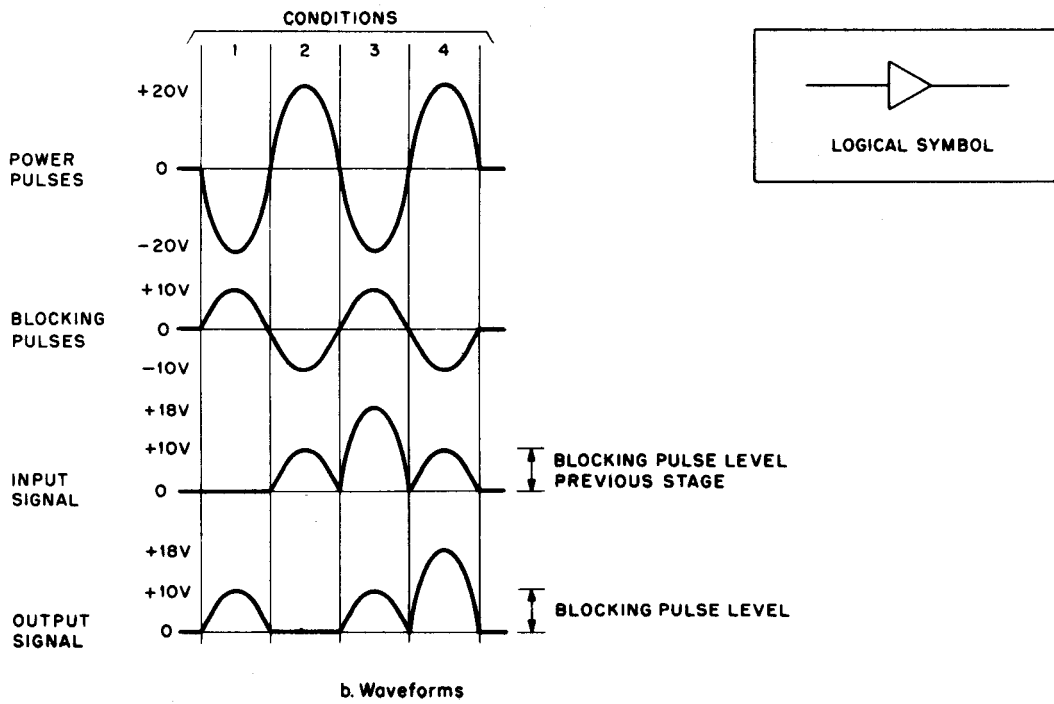 CONDITIONS
1 2 3 4
+20V
POWER PULSES
0
−20V
+10V
BLOCKING PULSES
0
−10V
+18V
+10V
INPUT SIGNAL
0
BLOCKING PULSE LEVEL
PREVIOUS STAGE
+18V
+10V
OUTPUT SIGNAL
0
BLOCKING PULSE LEVEL
b. Waveforms
LOGICAL SYMBOL